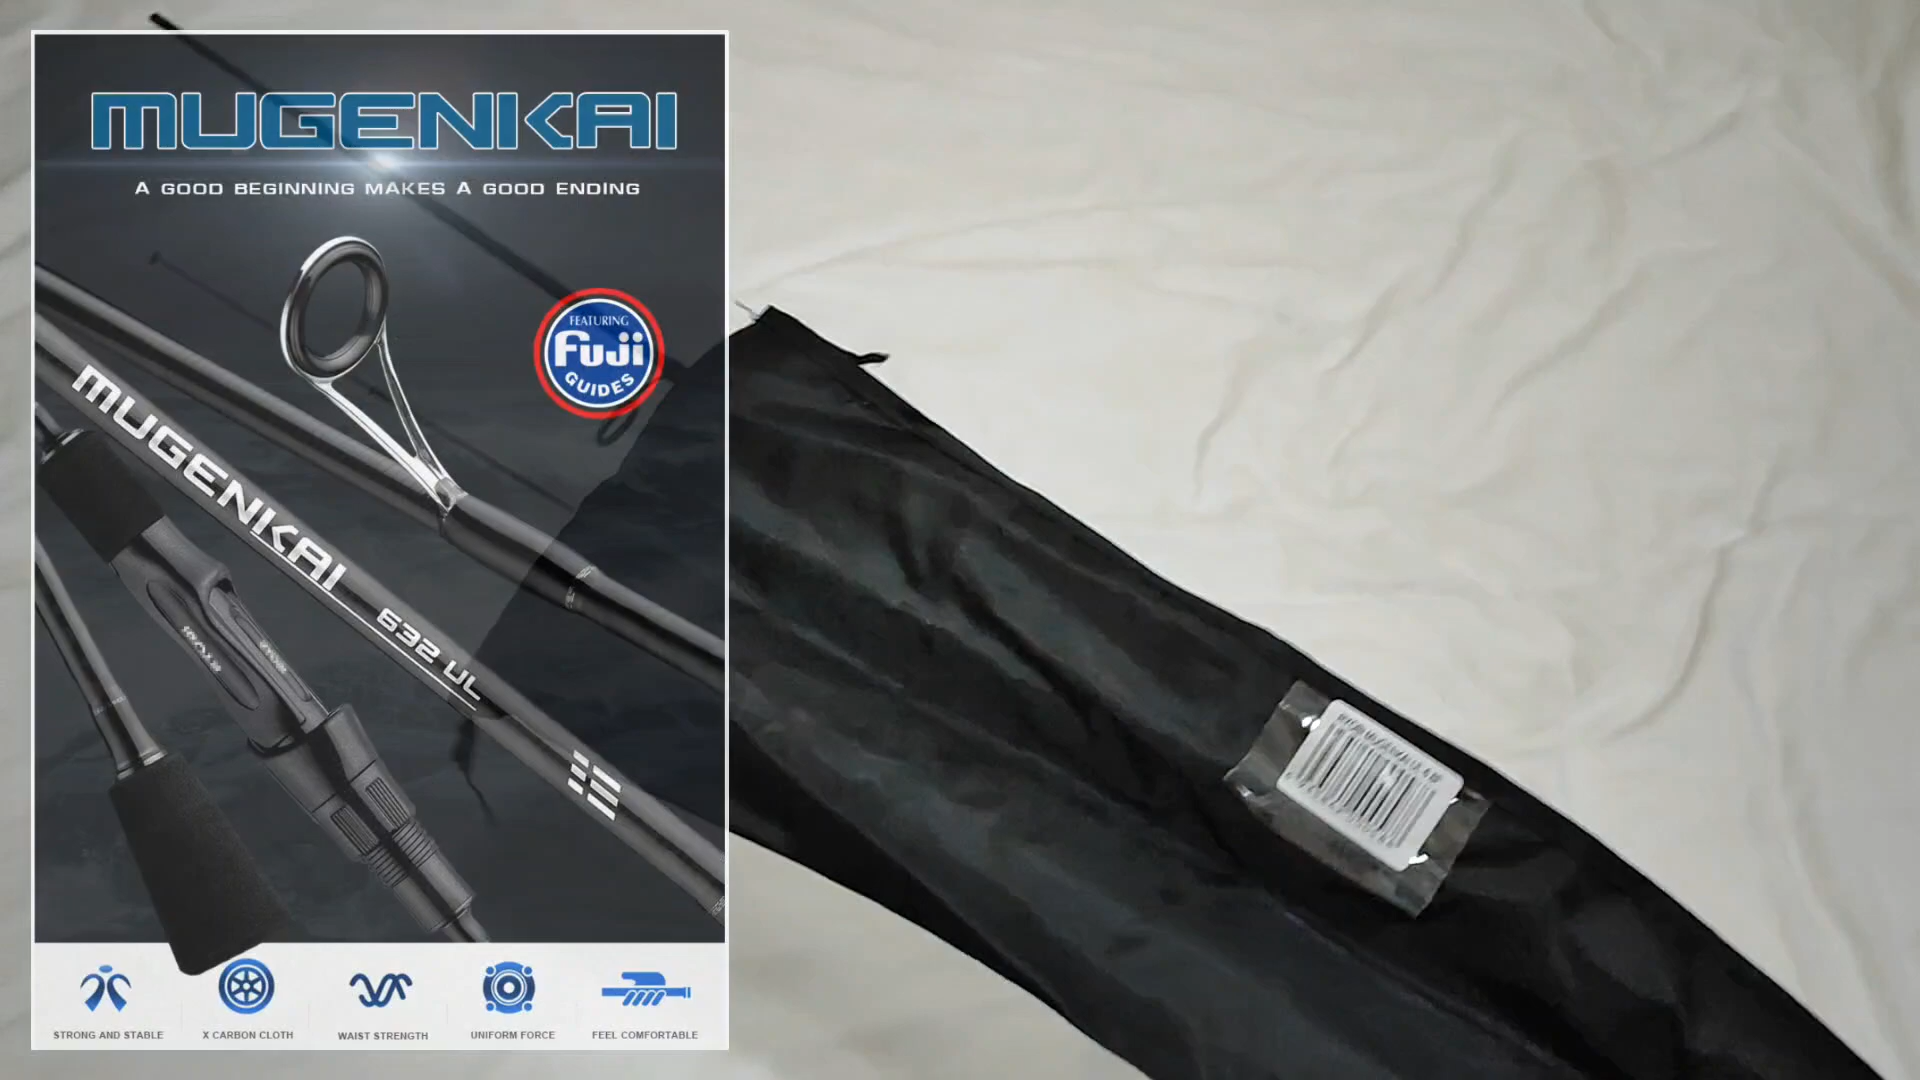 MUGENKAI
A GOOD BEGINNING MAKES A GOOD ENDING
FEATURING
Fuji
GUIDES
MUGENKAI
632 UL
STRONG AND STABLE
X CARBON CLOTH
WAIST STRENGTH
UNIFORM FORCE
FEEL COMFORTABLE